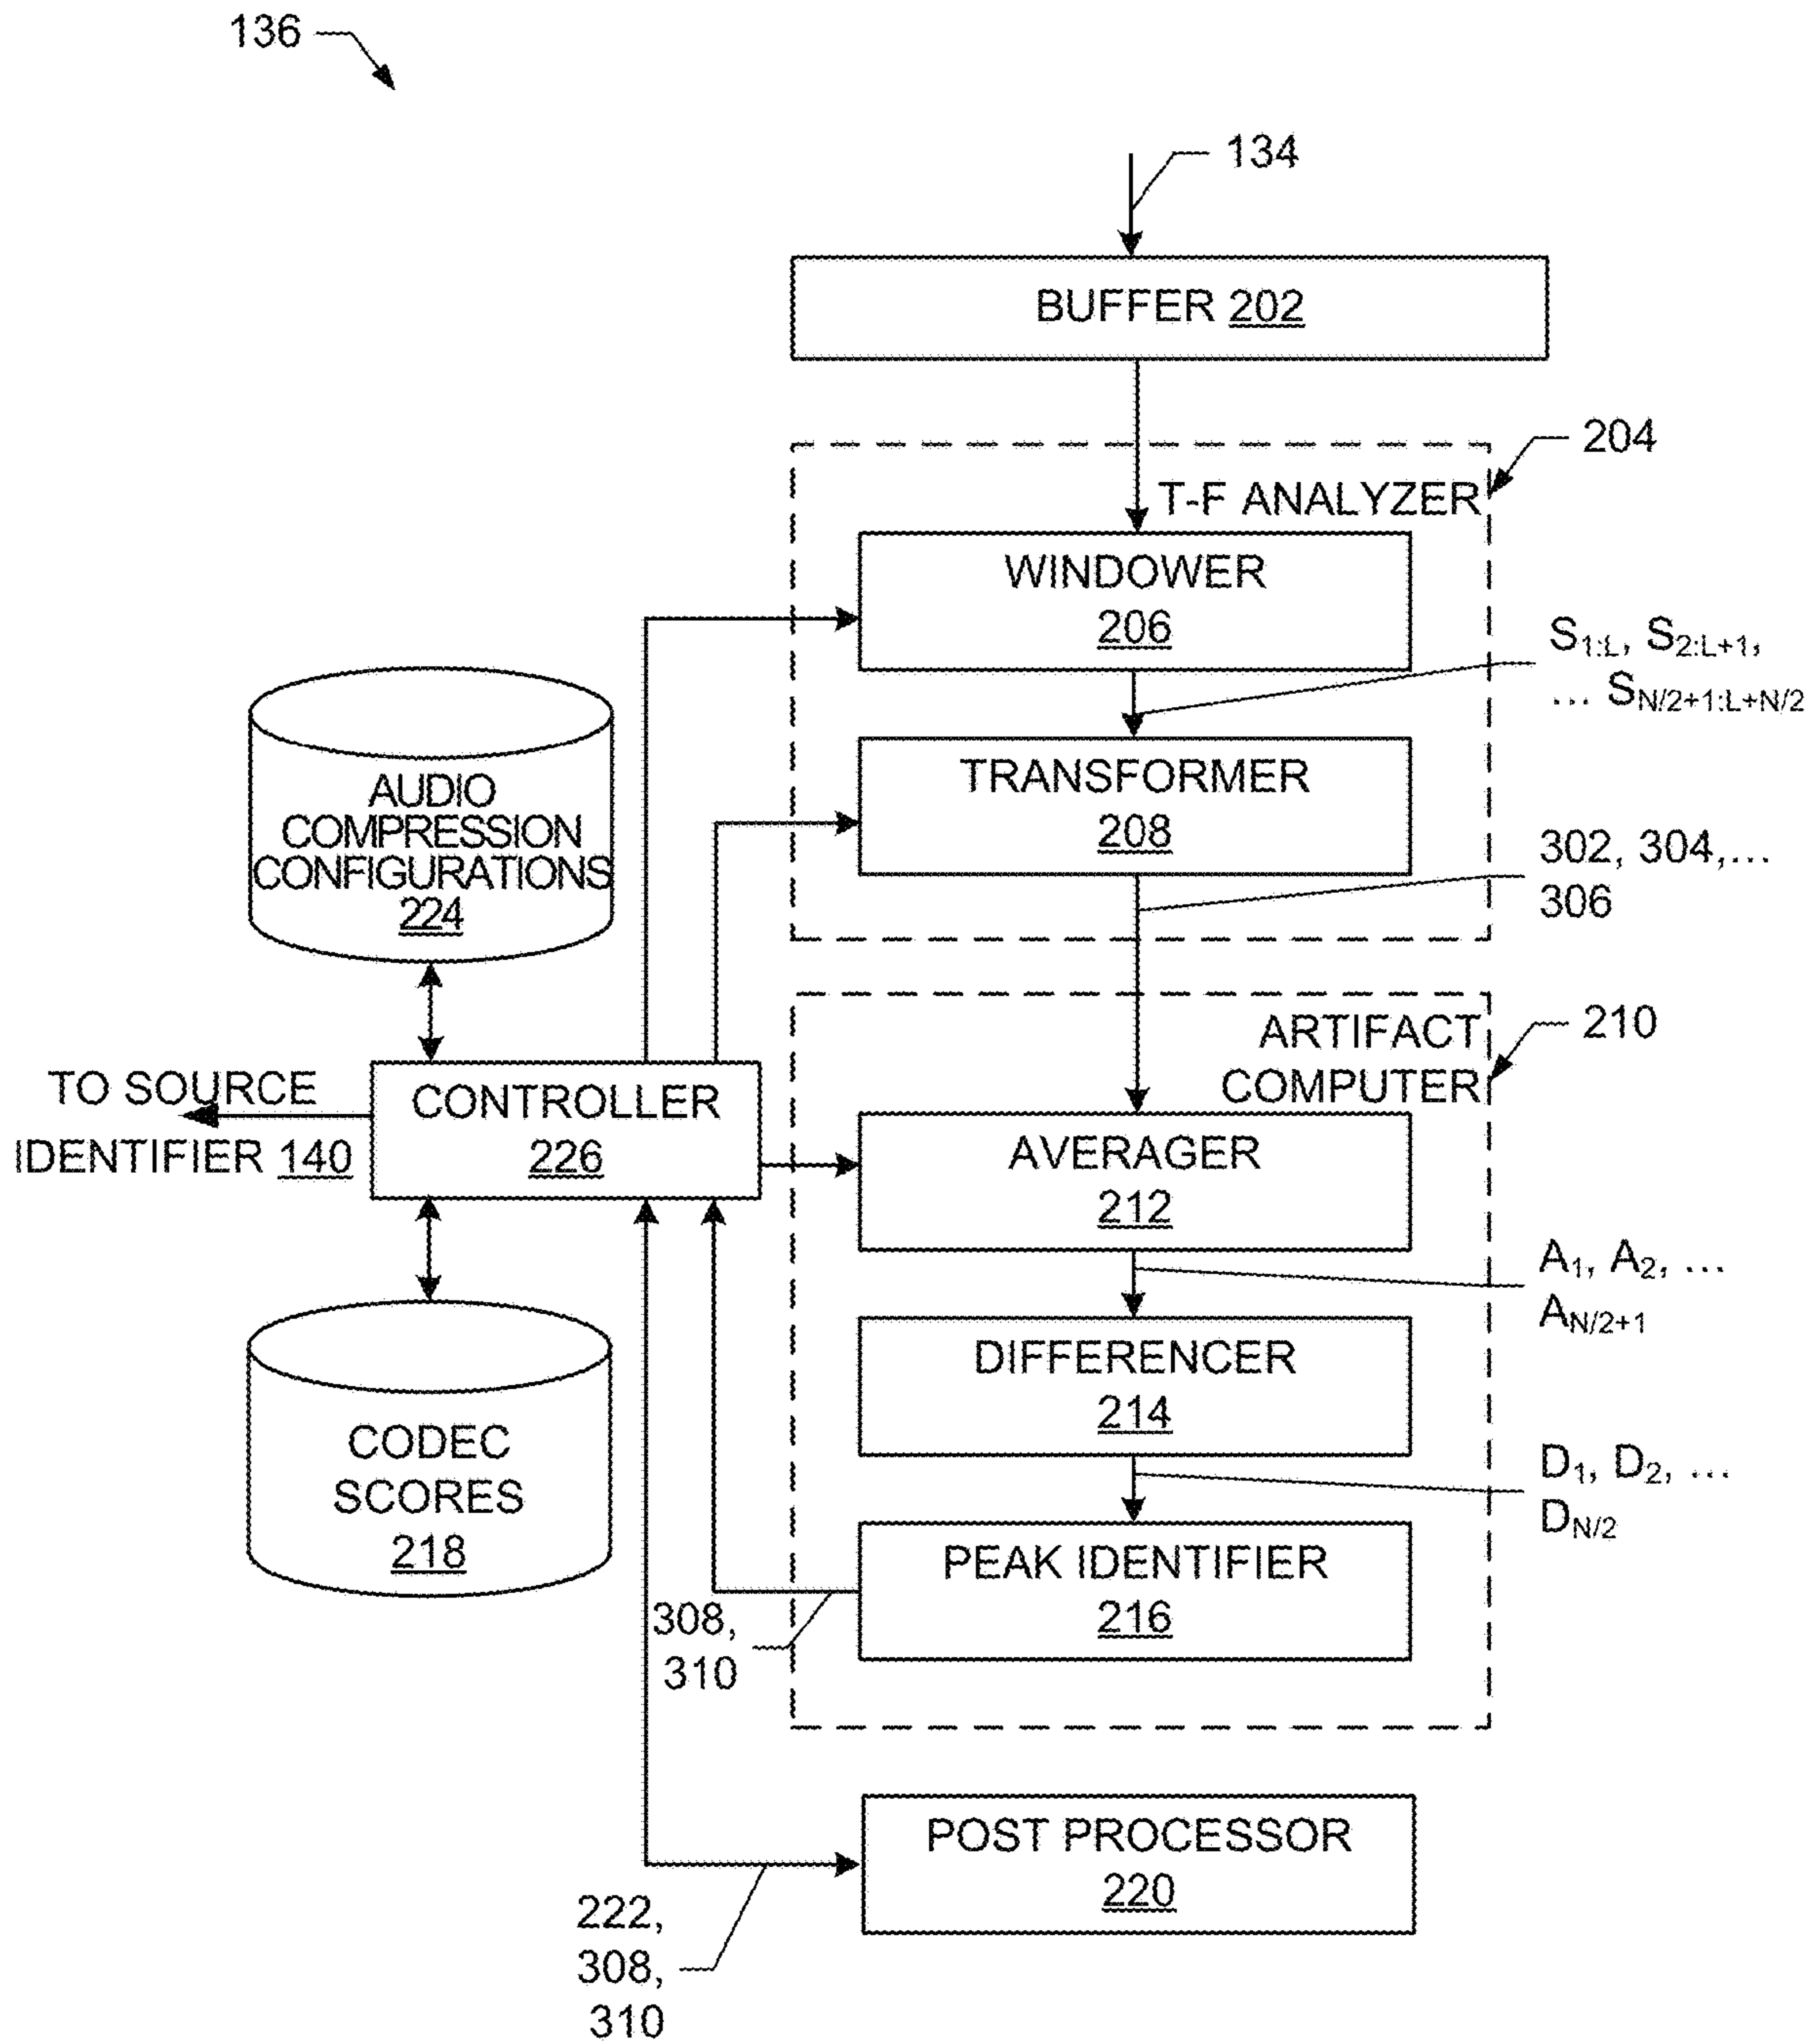 136
134
BUFFER 202
204
T-F ANALYZER
WINDOWER
206
S1:L, S2:L+1,
... SN/2+1:L+N/2
TRANSFORMER
208
302, 304,...
306
AUDIO
COMPRESSION
CONFIGURATIONS
224
210
ARTIFACT
COMPUTER
TO SOURCE
IDENTIFIER 140
CONTROLLER
226
AVERAGER
212
A1, A2, ...
AN/2+1
DIFFERENCER
214
D1, D2, ...
DN/2
CODEC
SCORES
218
PEAK IDENTIFIER
216
308,
310
POST PROCESSOR
220
222,
308,
310